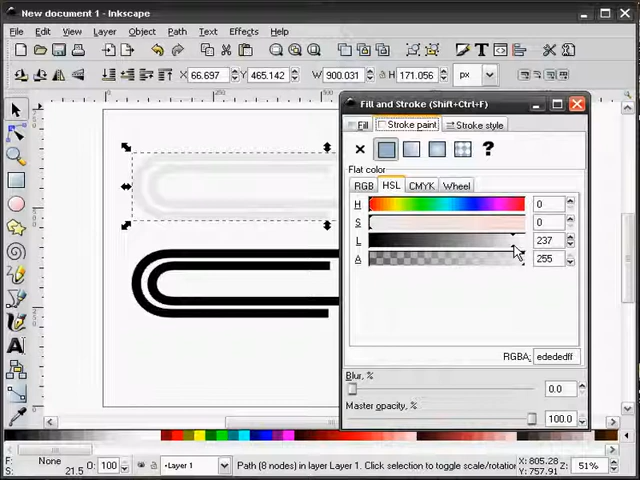 New document 1 - Inkscape
File Edit View Layer Object Path Text Effects Help
X 66.697 Y 465.142 W 900.031 H 171.056 px
Fill and Stroke (Shift+Ctrl+F)
Fill Stroke paint Stroke style
Flat color
RGB HSL CMYK Wheel
H 0
S 0
L 237
A 255
RGBA: edededff
Blur, %
0.0
Master opacity, %
100.0
Fill: None O: 100 Layer 1 Path (8 nodes) in layer Layer 1. Click selection to toggle scale/rotation X: 805.28 Z: 51%
S: 21.5 Y: 757.91